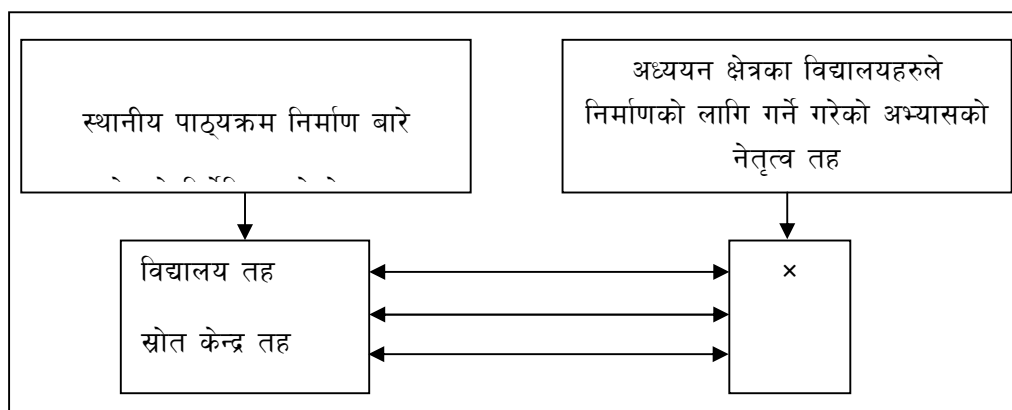 स्थानीय पाठ्यक्रम निर्माण बारे
अध्ययन क्षेत्रका विद्यालयहरुले
निर्माणको लागि गर्ने गरेको अभ्यासको
नेतृत्व तह
विद्यालय तह
स्रोत केन्द्र तह
×